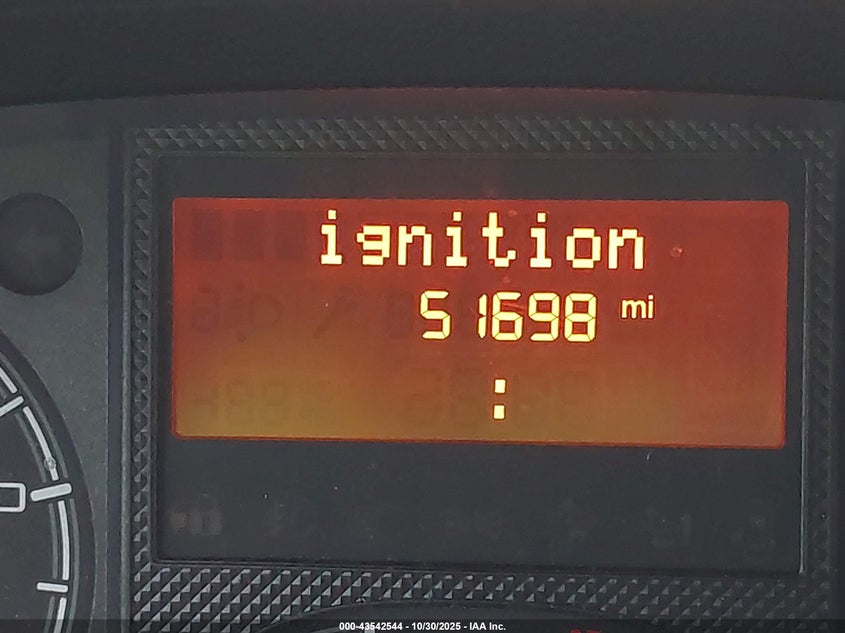 ignition
51698 mi
:
000-43542544 - 10/30/2025 - IAA Inc.